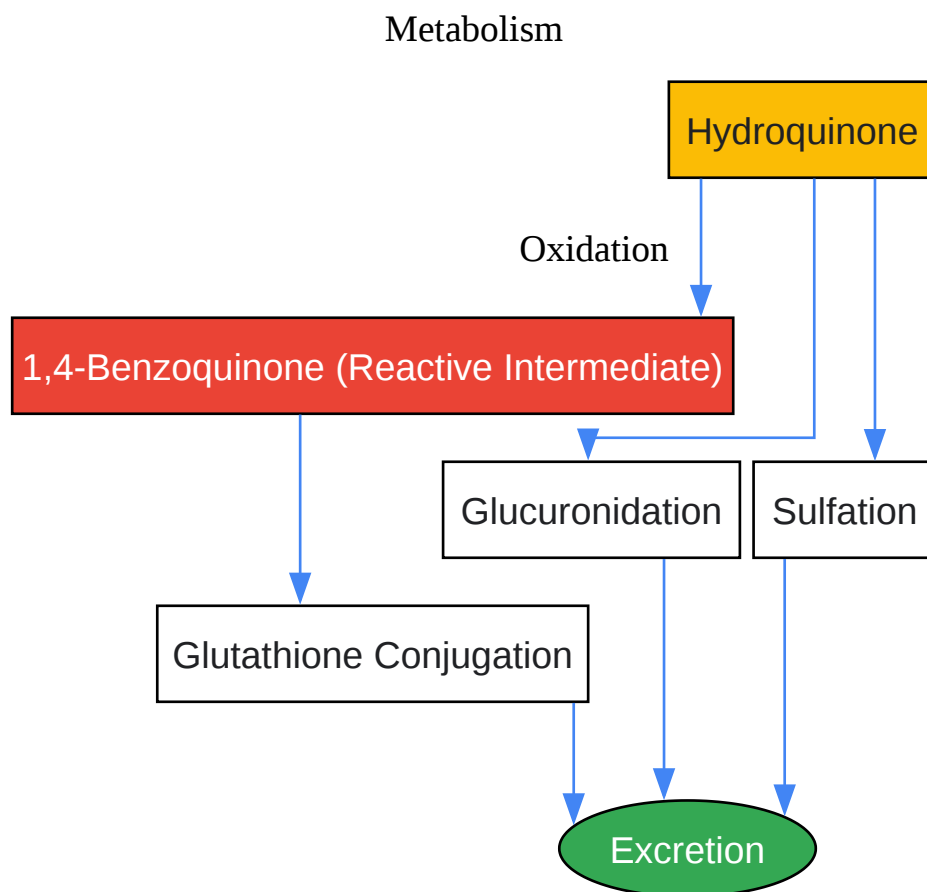 Metabolism
Hydroquinone
Oxidation
1,4-Benzoquinone (Reactive Intermediate)
Glucuronidation
Sulfation
Glutathione Conjugation
Excretion